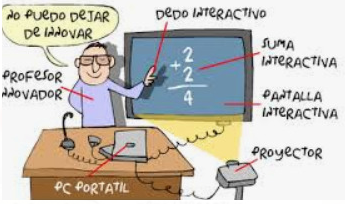 NO PUEDO DEJAR
DE INNOVAR
DEDO INTERACTIVO
PROFESOR
INNOVADOR
2
+ 2
4
SUMA
INTERACTIVA
PANTALLA
INTERACTIVA
PC PORTATIL
PROYECTOR